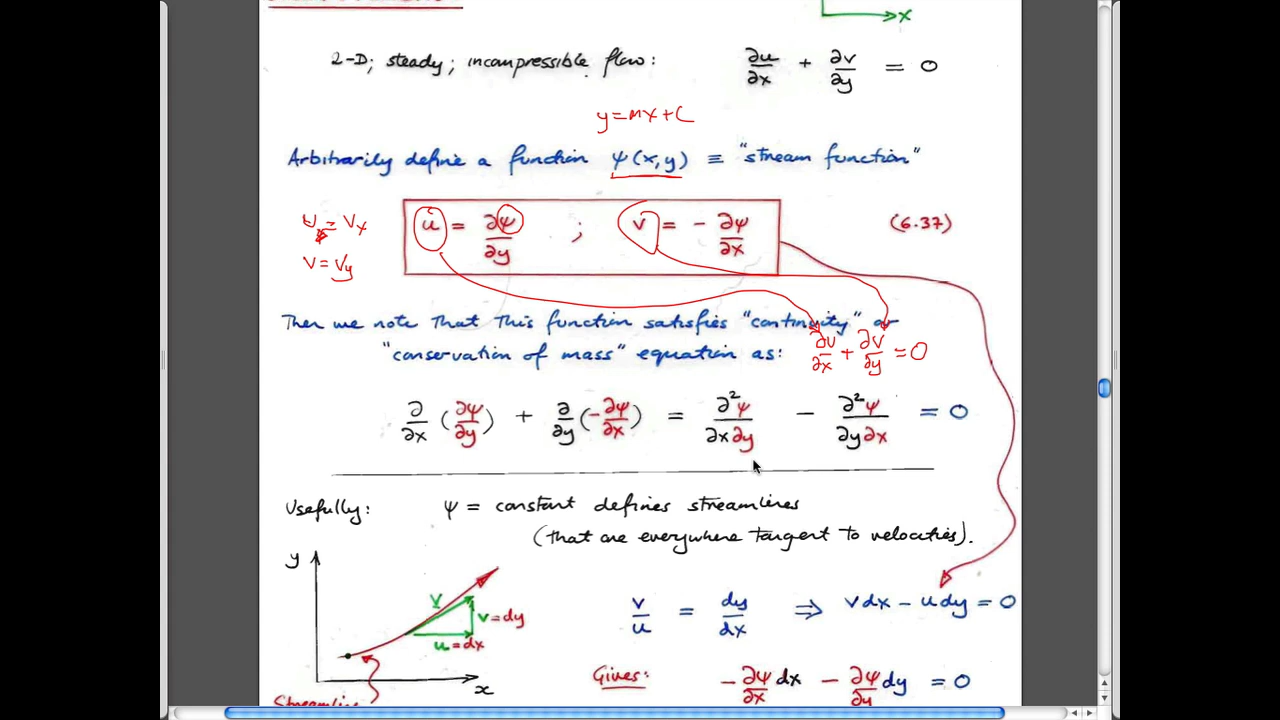 x
2-D; steady; incompressible flow: ∂u/∂x + ∂v/∂y = 0
y=mx+c
Arbitrarily define a function ψ(x,y) ≡ "stream function"
u = Vx
u = ∂ψ/∂y ; v = - ∂ψ/∂x (6.37)
v = Vy
Then we note that this function satisfies "continuity" or
"conservation of mass" equation as: ∂u/∂x + ∂v/∂y = 0
∂/∂x (∂ψ/∂y) + ∂/∂y (-∂ψ/∂x) = ∂²ψ/∂x∂y - ∂²ψ/∂y∂x = 0
Usefully: ψ = constant defines streamlines
(that are everywhere tangent to velocities).
y
V
v=dy
u=dx
x
v/u = dy/dx ⇒ vdx - udy = 0
Gives: -∂ψ/∂x dx - ∂ψ/∂y dy = 0
Streamline